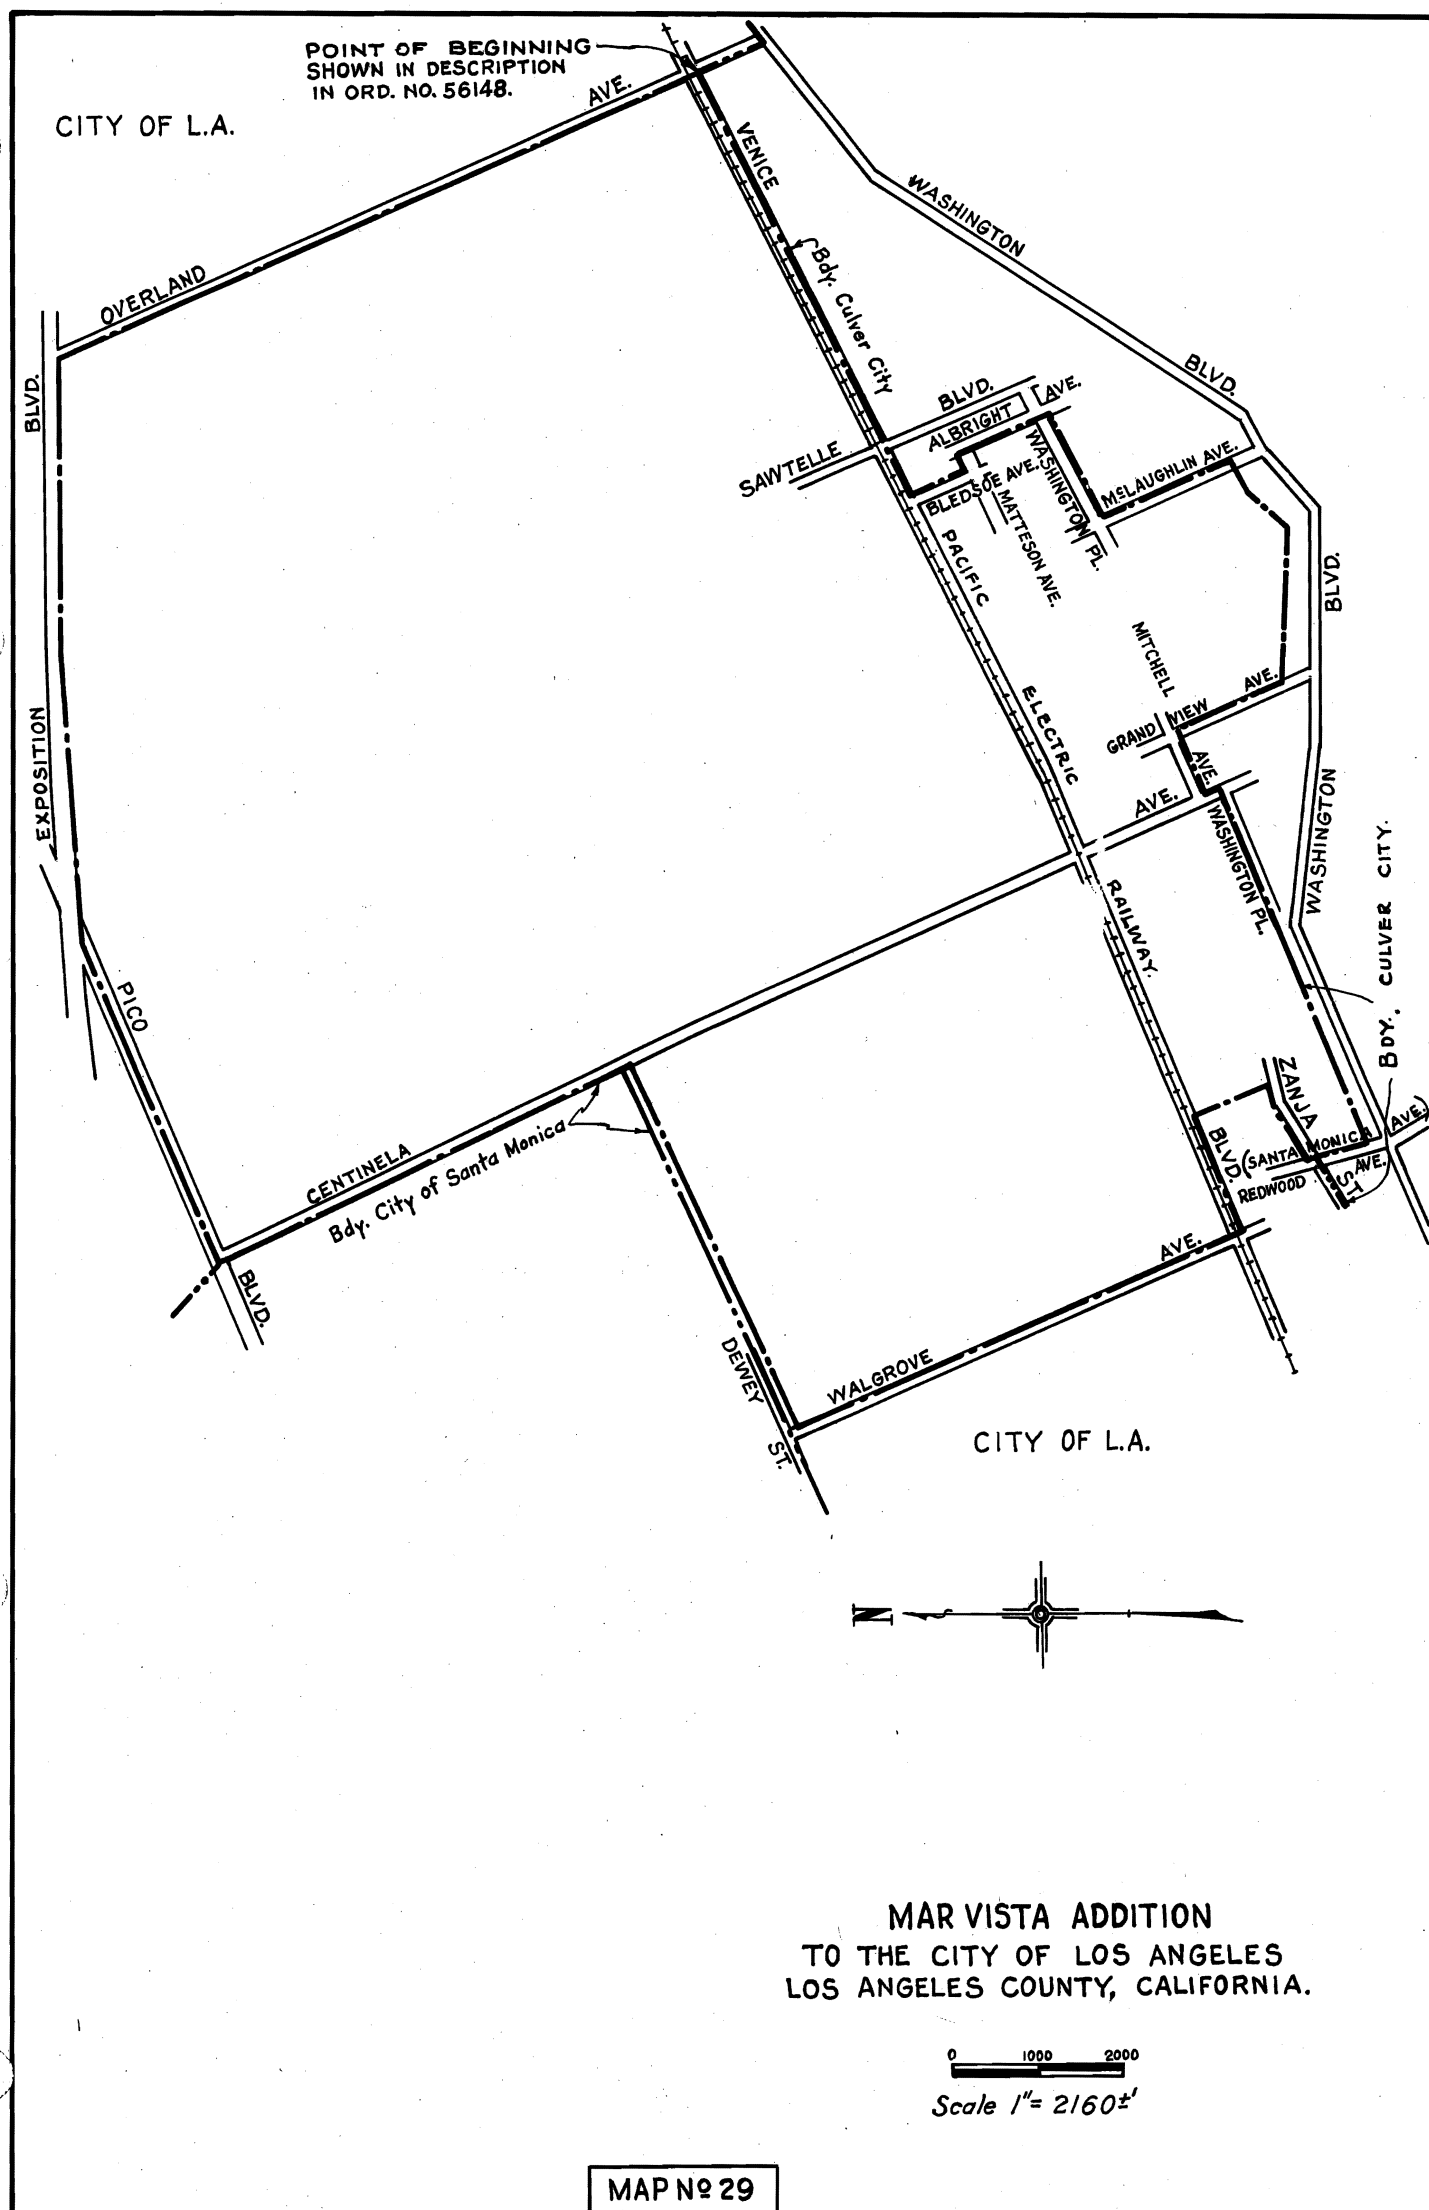 POINT OF BEGINNING
SHOWN IN DESCRIPTION
IN ORD. NO. 56148.
CITY OF L.A.
OVERLAND AVE.
VENICE
WASHINGTON
Bdy. Culver City
BLVD.
BLVD.
BLVD.
ALBRIGHT AVE.
SAWTELLE
BLEDSOE AVE.
WASHINGTON PL.
McLAUGHLIN AVE.
MATTESON AVE.
PACIFIC
BLVD.
MITCHELL
ELECTRIC
GRAND VIEW AVE.
AVE.
AVE.
EXPOSITION
WASHINGTON
WASHINGTON PL.
BDY., CULVER CITY.
RAILWAY.
PICO
ZANJA
ST.
BLVD.
(SANTA MONICA AVE.)
REDWOOD AVE.
CENTINELA
Bdy. City of Santa Monica
BLVD.
WALGROVE AVE.
DEWEY
ST.
CITY OF L.A.
N
MAR VISTA ADDITION
TO THE CITY OF LOS ANGELES
LOS ANGELES COUNTY, CALIFORNIA.
0 1000 2000
Scale 1"= 2160±'
MAP Nº 29